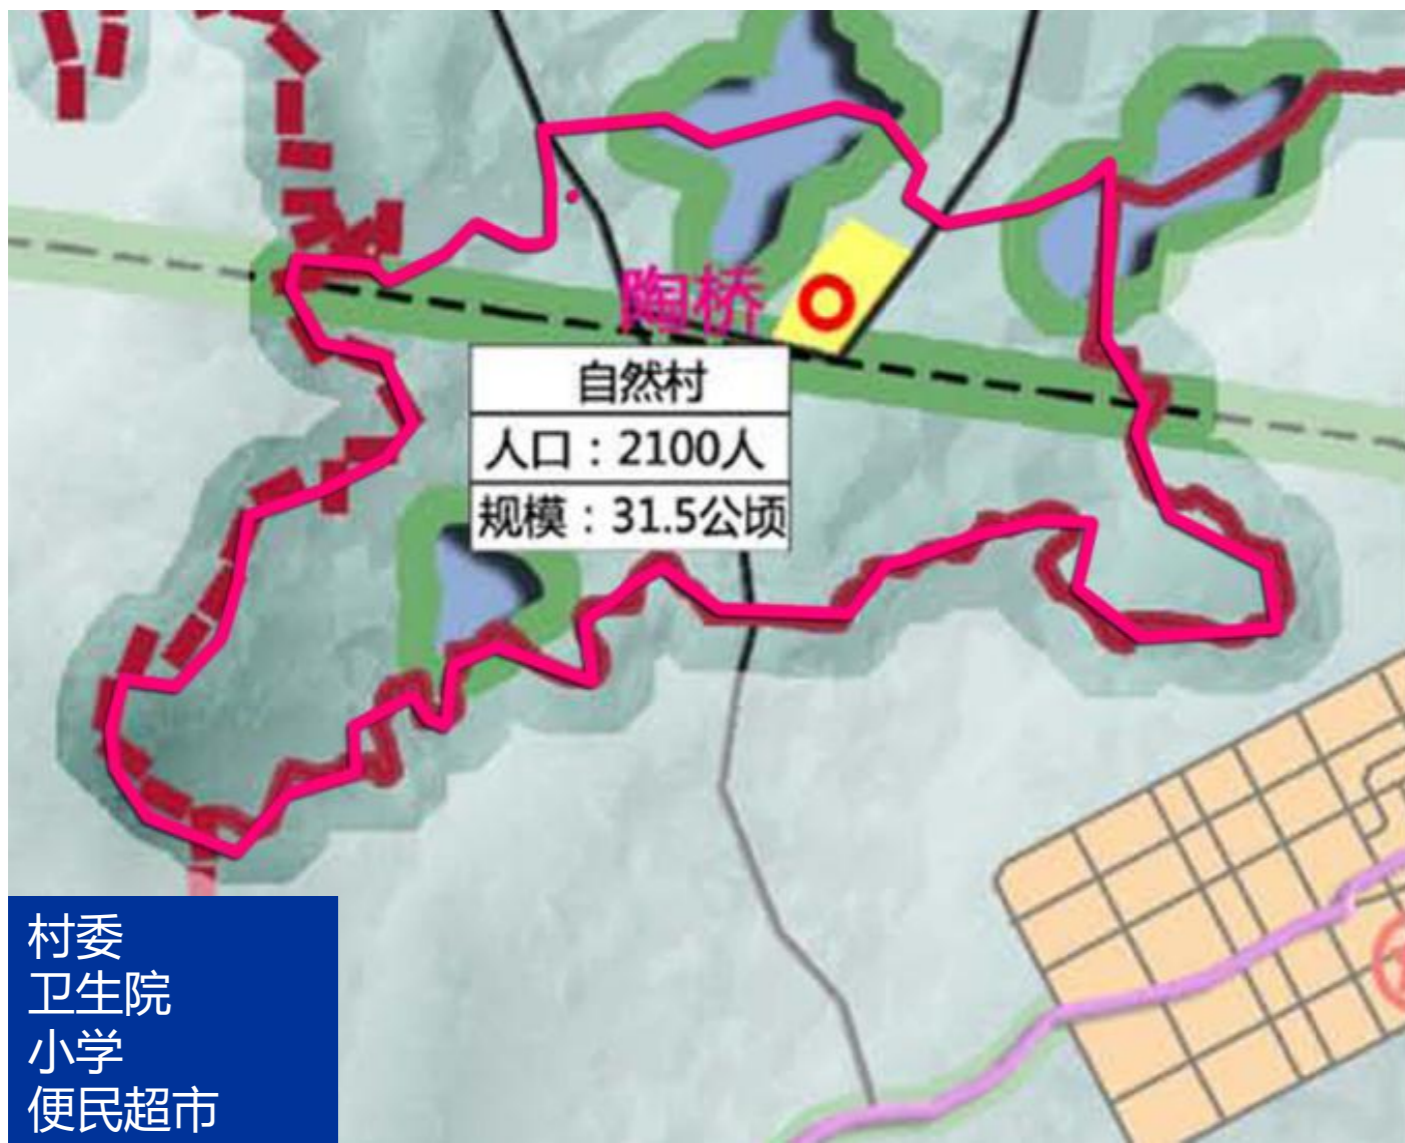 陶桥
自然村
人口：2100人
规模：31.5公顷
村委
卫生院
小学
便民超市